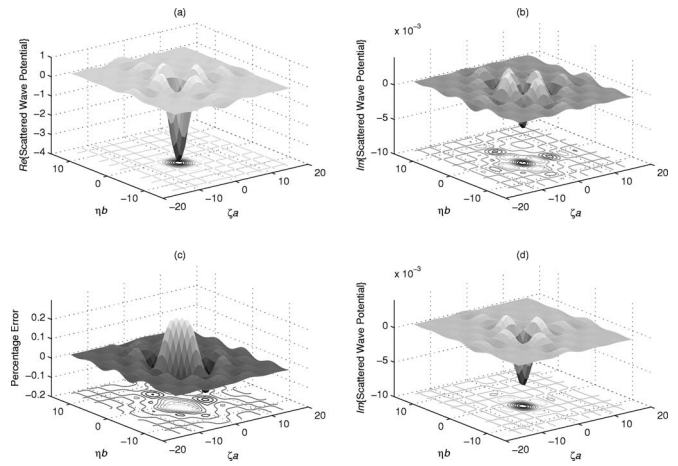 (a)
Re{Scattered Wave Potential}
1
0
−1
−2
−3
−4
10
0
−10
ηb
−20
−10
0
10
20
ζa
(b)
x 10⁻³
Im{Scattered Wave Potential}
0
−5
−10
10
0
−10
ηb
−20
−10
0
10
20
ζa
(c)
Percentage Error
0.2
0.1
0
−0.1
−0.2
10
0
−10
ηb
−20
−10
0
10
20
ζa
(d)
x 10⁻³
Im{Scattered Wave Potential}
0
−5
−10
10
0
−10
ηb
−20
−10
0
10
20
ζa